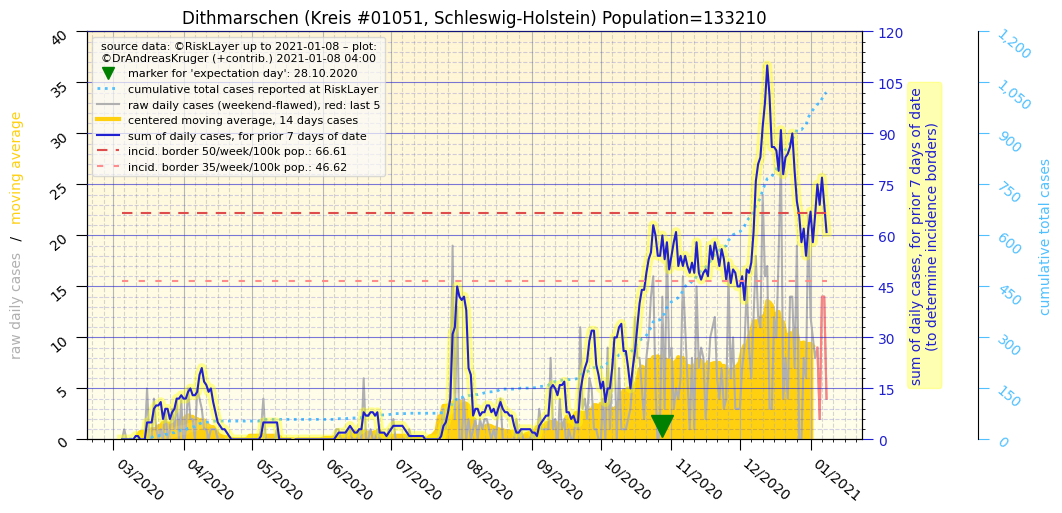 Dithmarschen (Kreis #01051, Schleswig-Holstein) Population=133210
source data: ©RiskLayer up to 2021-01-08 – plot:
©DrAndreasKruger (+contrib.) 2021-01-08 04:00
marker for 'expectation day': 28.10.2020
cumulative total cases reported at RiskLayer
raw daily cases (weekend-flawed), red: last 5
centered moving average, 14 days cases
sum of daily cases, for prior 7 days of date
incid. border 50/week/100k pop.: 66.61
incid. border 35/week/100k pop.: 46.62
raw daily cases / moving average
40
35
30
25
20
15
10
5
0
03/2020
04/2020
05/2020
06/2020
07/2020
08/2020
09/2020
10/2020
11/2020
12/2020
01/2021
120
105
90
75
60
45
30
15
0
sum of daily cases, for prior 7 days of date
(to determine incidence borders)
1,200
1,050
900
750
600
450
300
150
0
cumulative total cases